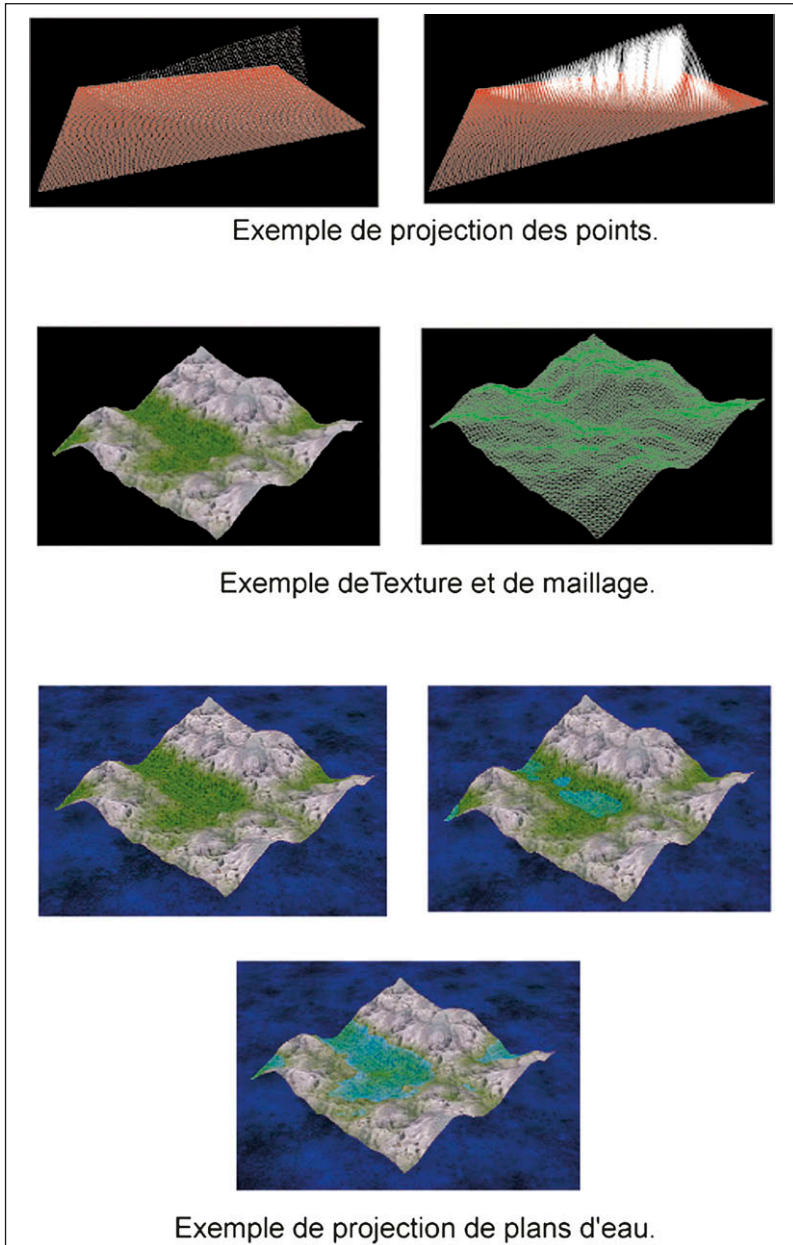 Exemple de projection des points.
Exemple deTexture et de maillage.
Exemple de projection de plans d'eau.